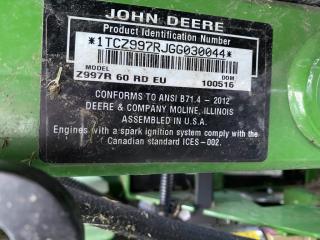 JOHN DEERE
Product Identification Number
*1TCZ997RJGG030044*
MODEL DOM
Z997R 60 RD EU 100516
CONFORMS TO ANSI B71.4 - 2012
DEERE & COMPANY MOLINE, ILLINOIS
ASSEMBLED IN U.S.A.
Engines with a spark ignition system comply with the
Canadian standard ICES-002.